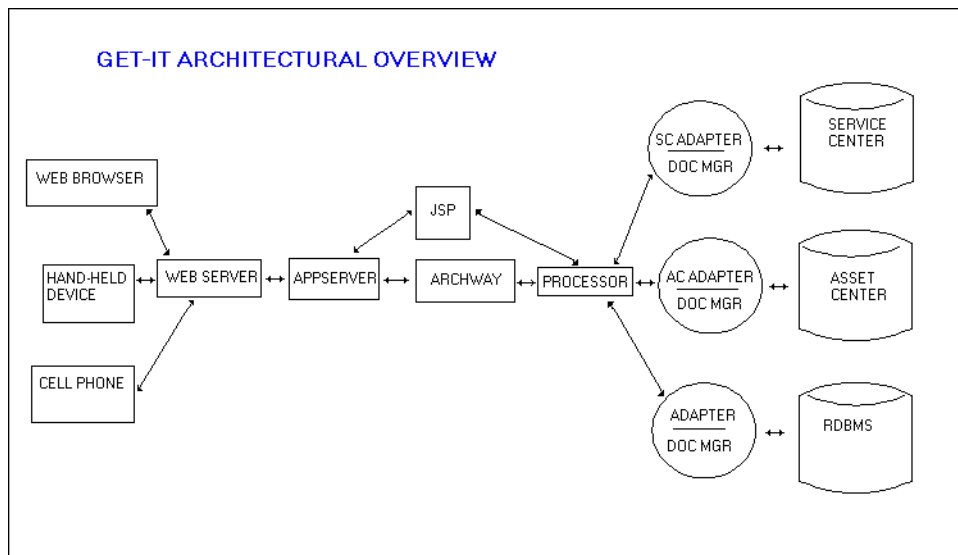 GET-IT ARCHITECTURAL OVERVIEW
WEB BROWSER
HAND-HELD
DEVICE
CELL PHONE
WEB SERVER
APPSERVER
JSP
ARCHWAY
PROCESSOR
SC ADAPTER
DOC MGR
SERVICE
CENTER
AC ADAPTER
DOC MGR
ASSET
CENTER
ADAPTER
DOC MGR
RDBMS